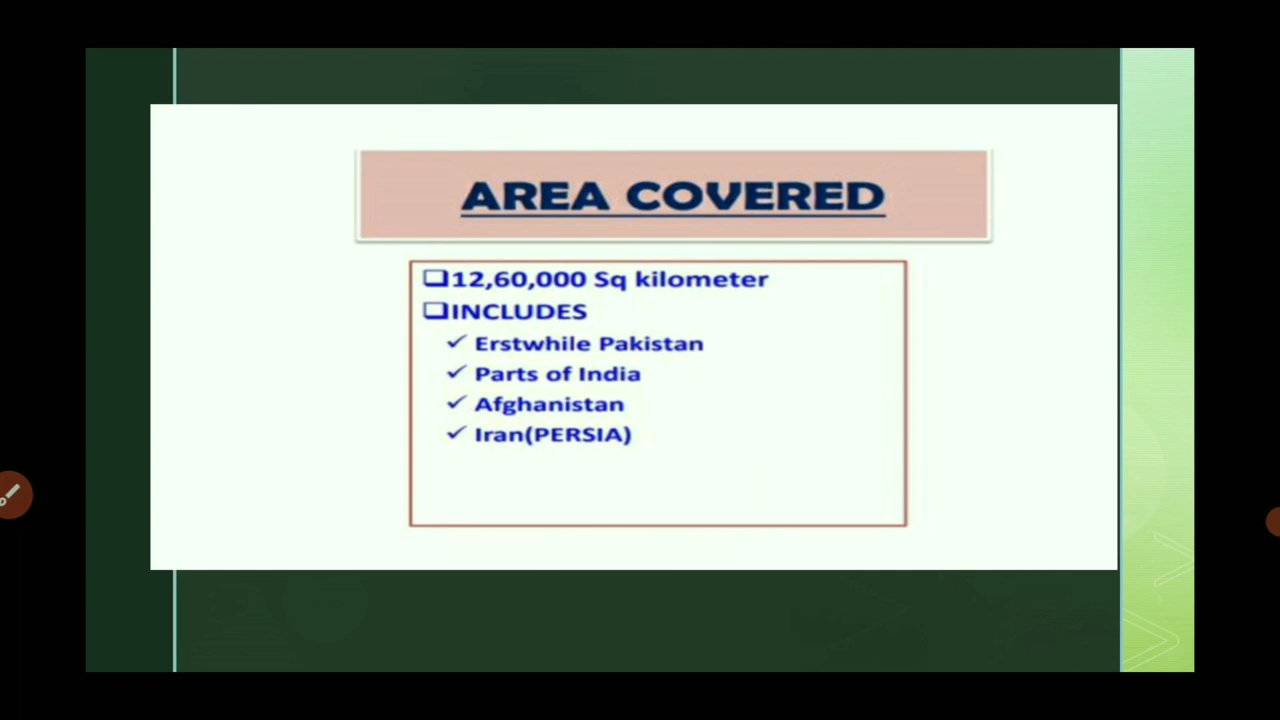 AREA COVERED
12,60,000 Sq kilometer
INCLUDES
Erstwhile Pakistan
Parts of India
Afghanistan
Iran(PERSIA)